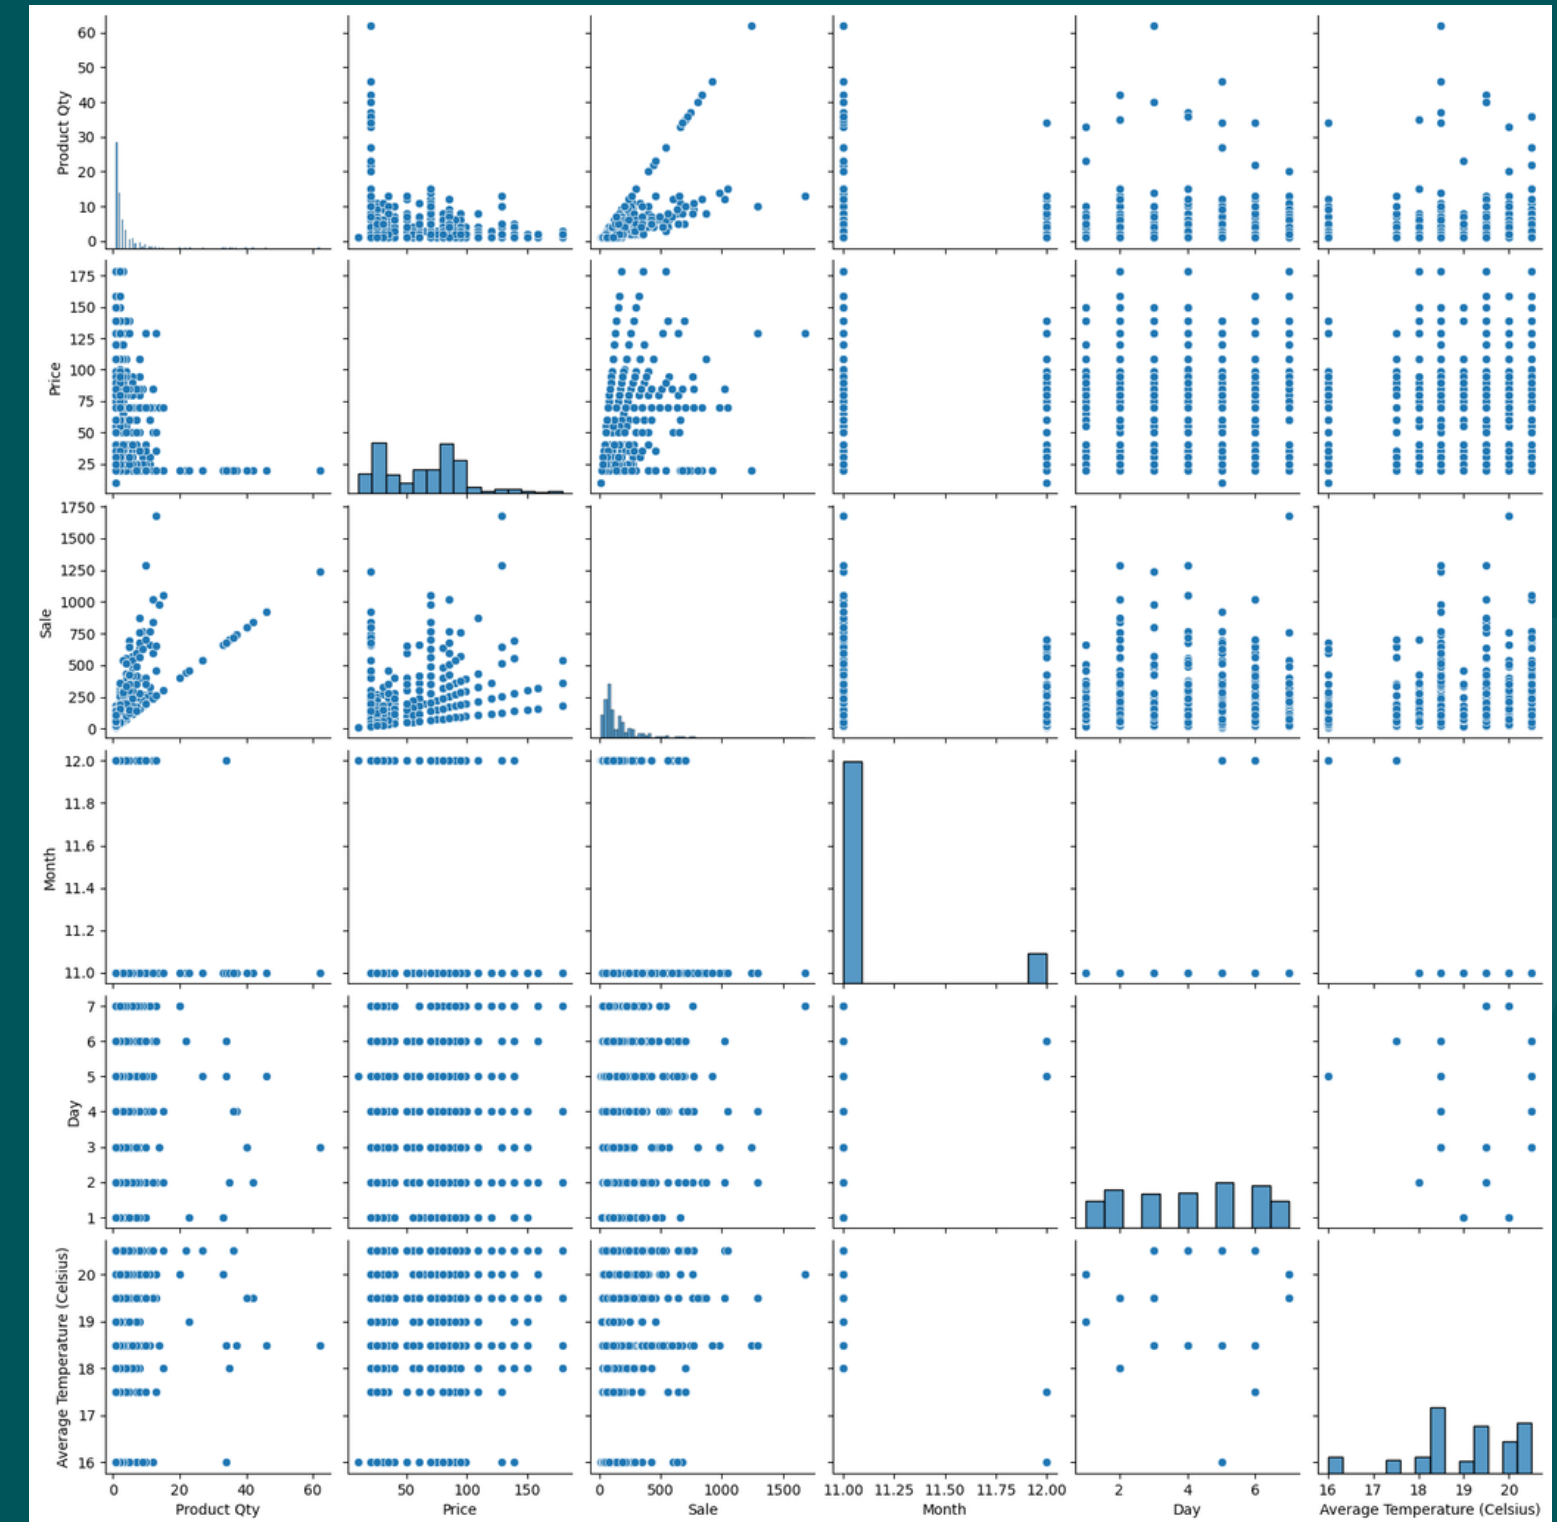 60
50
40
30
20
10
0
Product Qty
175
150
125
100
75
50
25
Price
1750
1500
1250
1000
750
500
250
0
Sale
12.0
11.8
11.6
11.4
11.2
11.0
Month
7
6
5
4
3
2
1
Day
20
19
18
17
16
Average Temperature (Celsius)
0 20 40 60
50 100 150
0 500 1000 1500
11.00 11.25 11.50 11.75 12.00
2 4 6
16 17 18 19 20
Product Qty
Price
Sale
Month
Day
Average Temperature (Celsius)